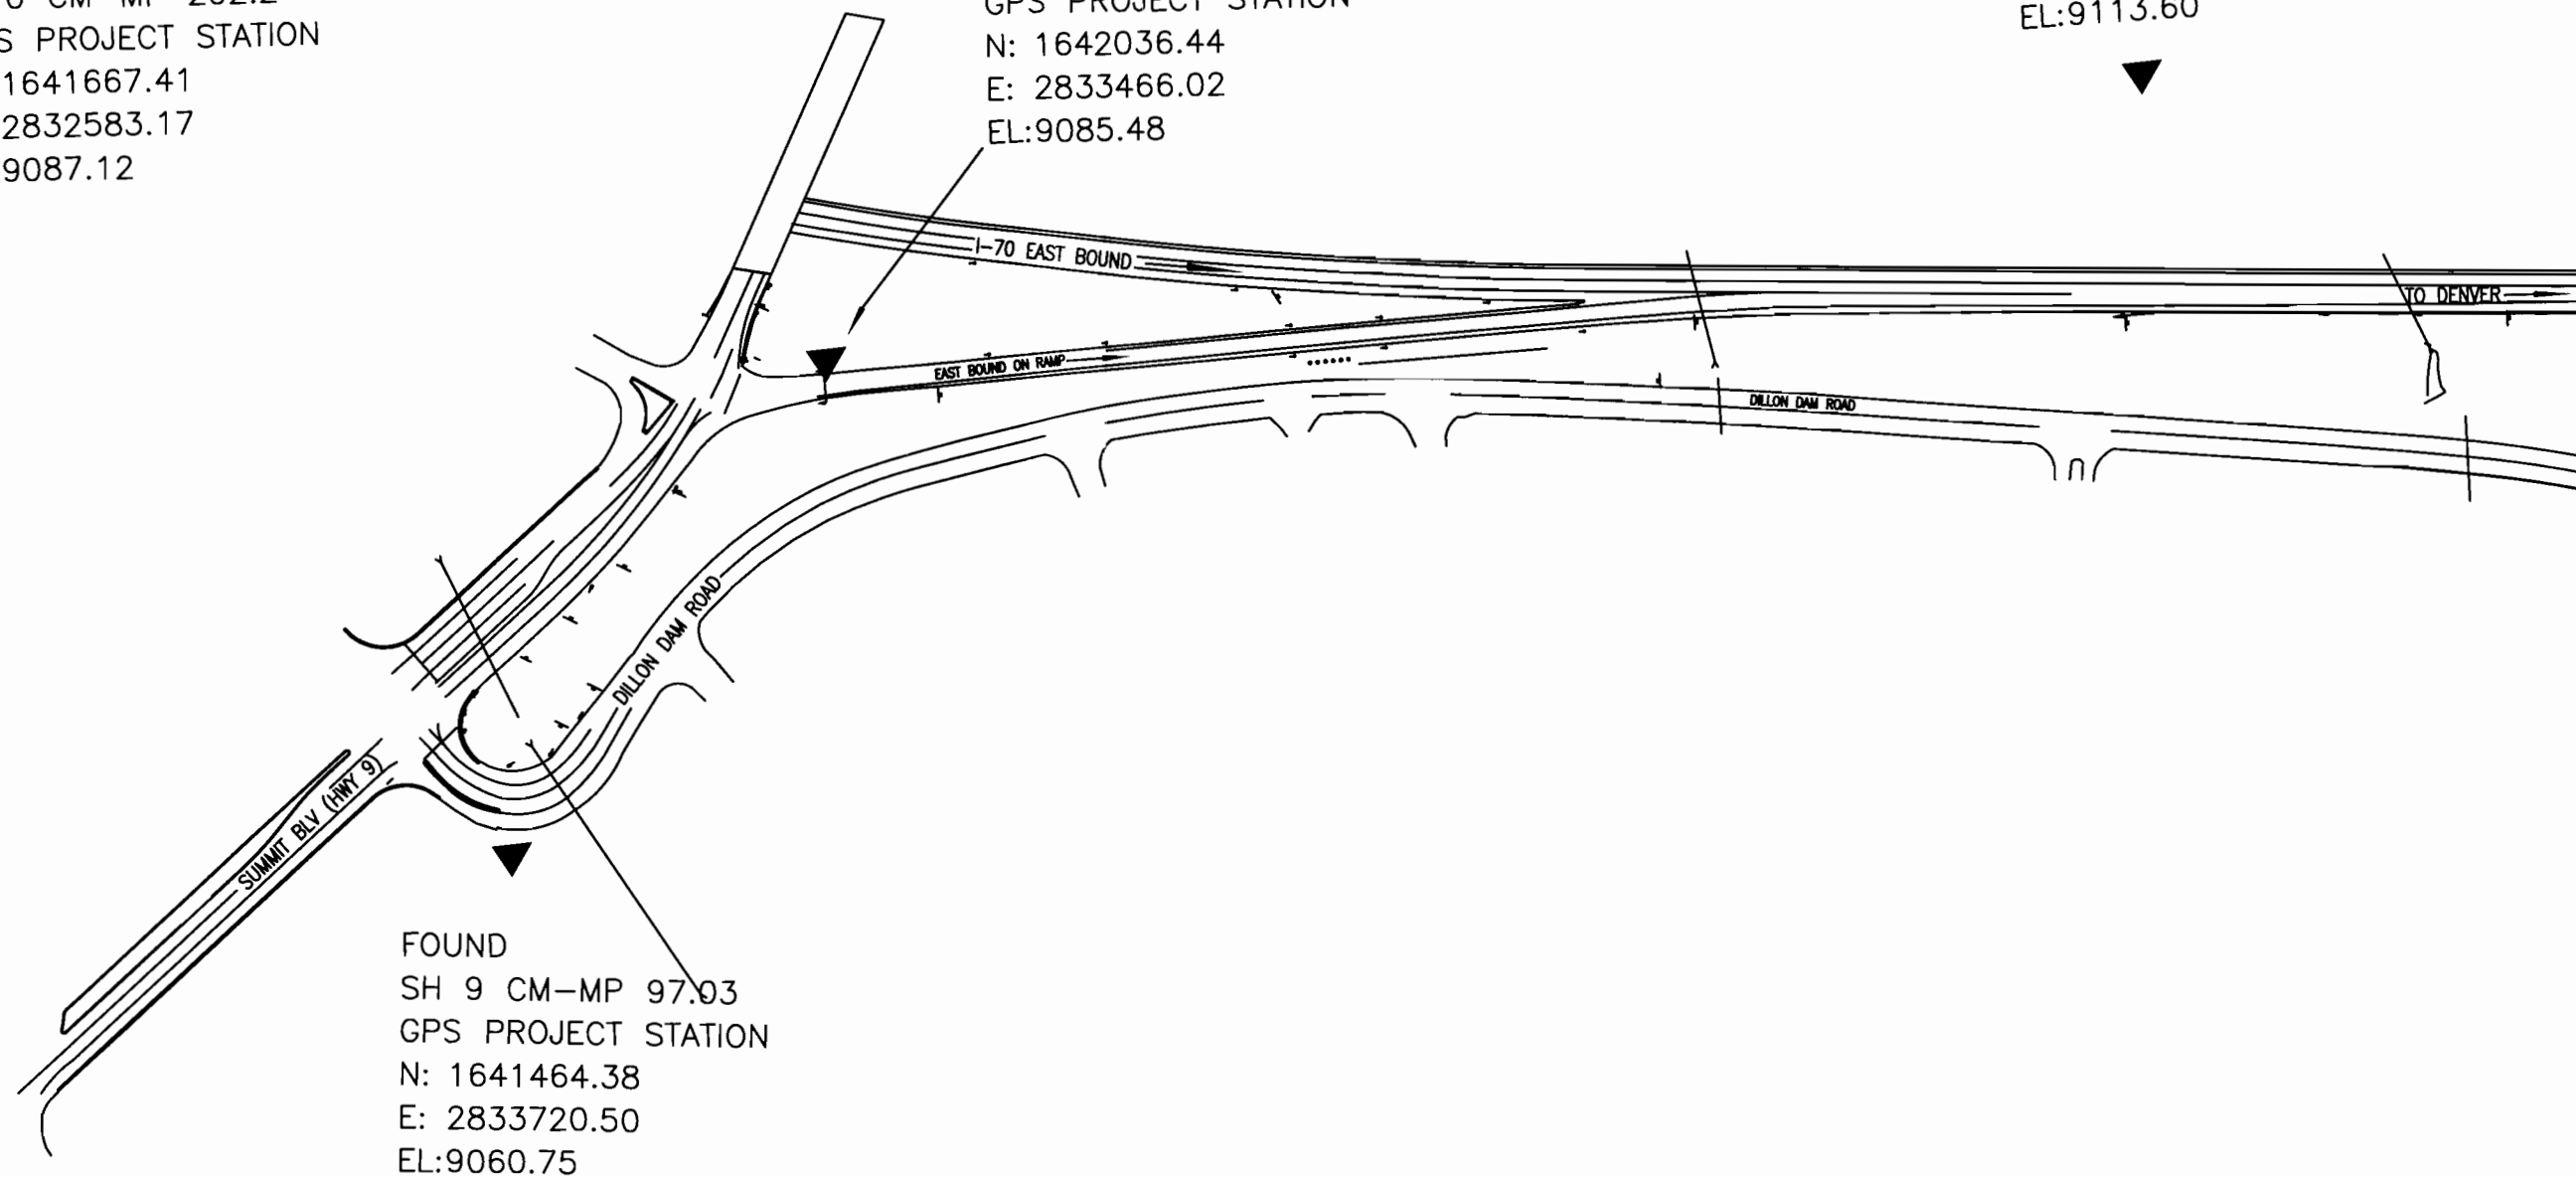 PROJECT STATION
1641667.41
2832583.17
9087.12
GPS PROJECT STATION
N: 1642036.44
E: 2833466.02
EL:9085.48
EL:9113.60
I-70 EAST BOUND
TO DENVER
EAST BOUND ON RAMP
DILLON DAM ROAD
DILLON DAM ROAD
SUMMIT BLV (HWY 9)
FOUND
SH 9 CM-MP 97.03
GPS PROJECT STATION
N: 1641464.38
E: 2833720.50
EL:9060.75